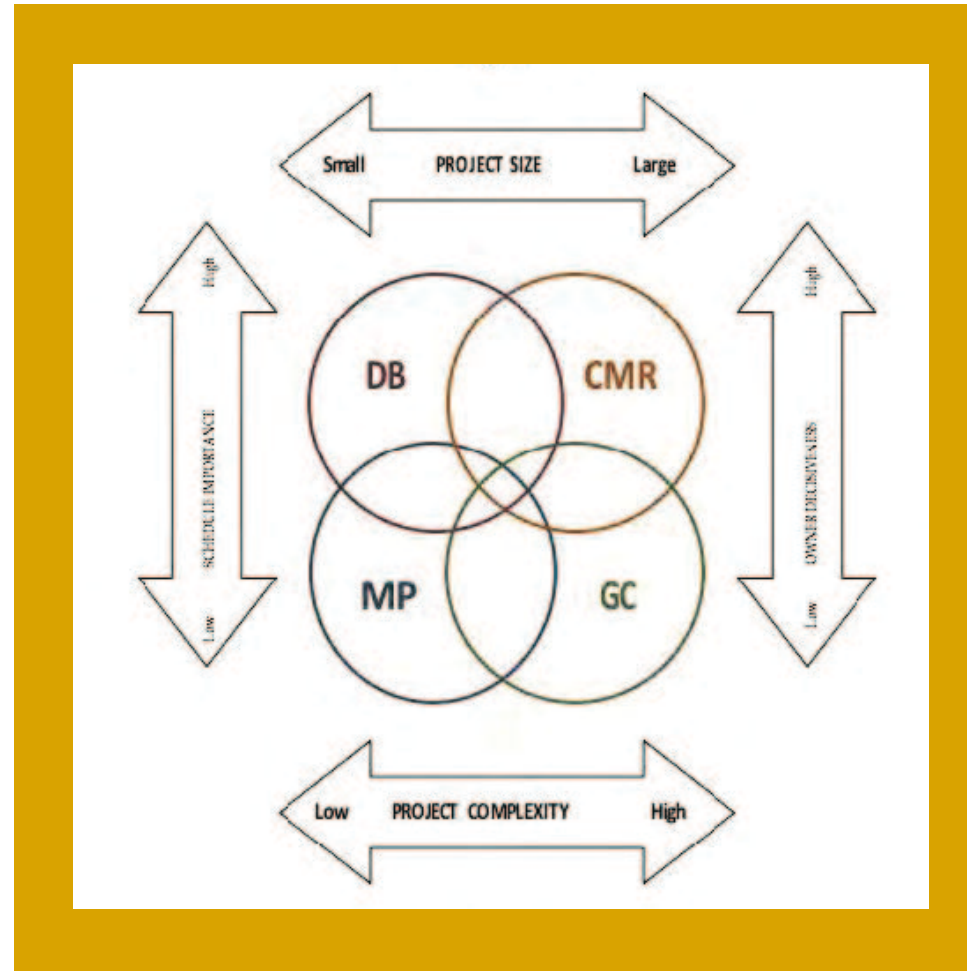 Small PROJECT SIZE Large
High
SCHEDULE IMPORTANCE
Low
DB
CMR
MP
GC
High
OWNER DECISIVENESS
Low
Low PROJECT COMPLEXITY High